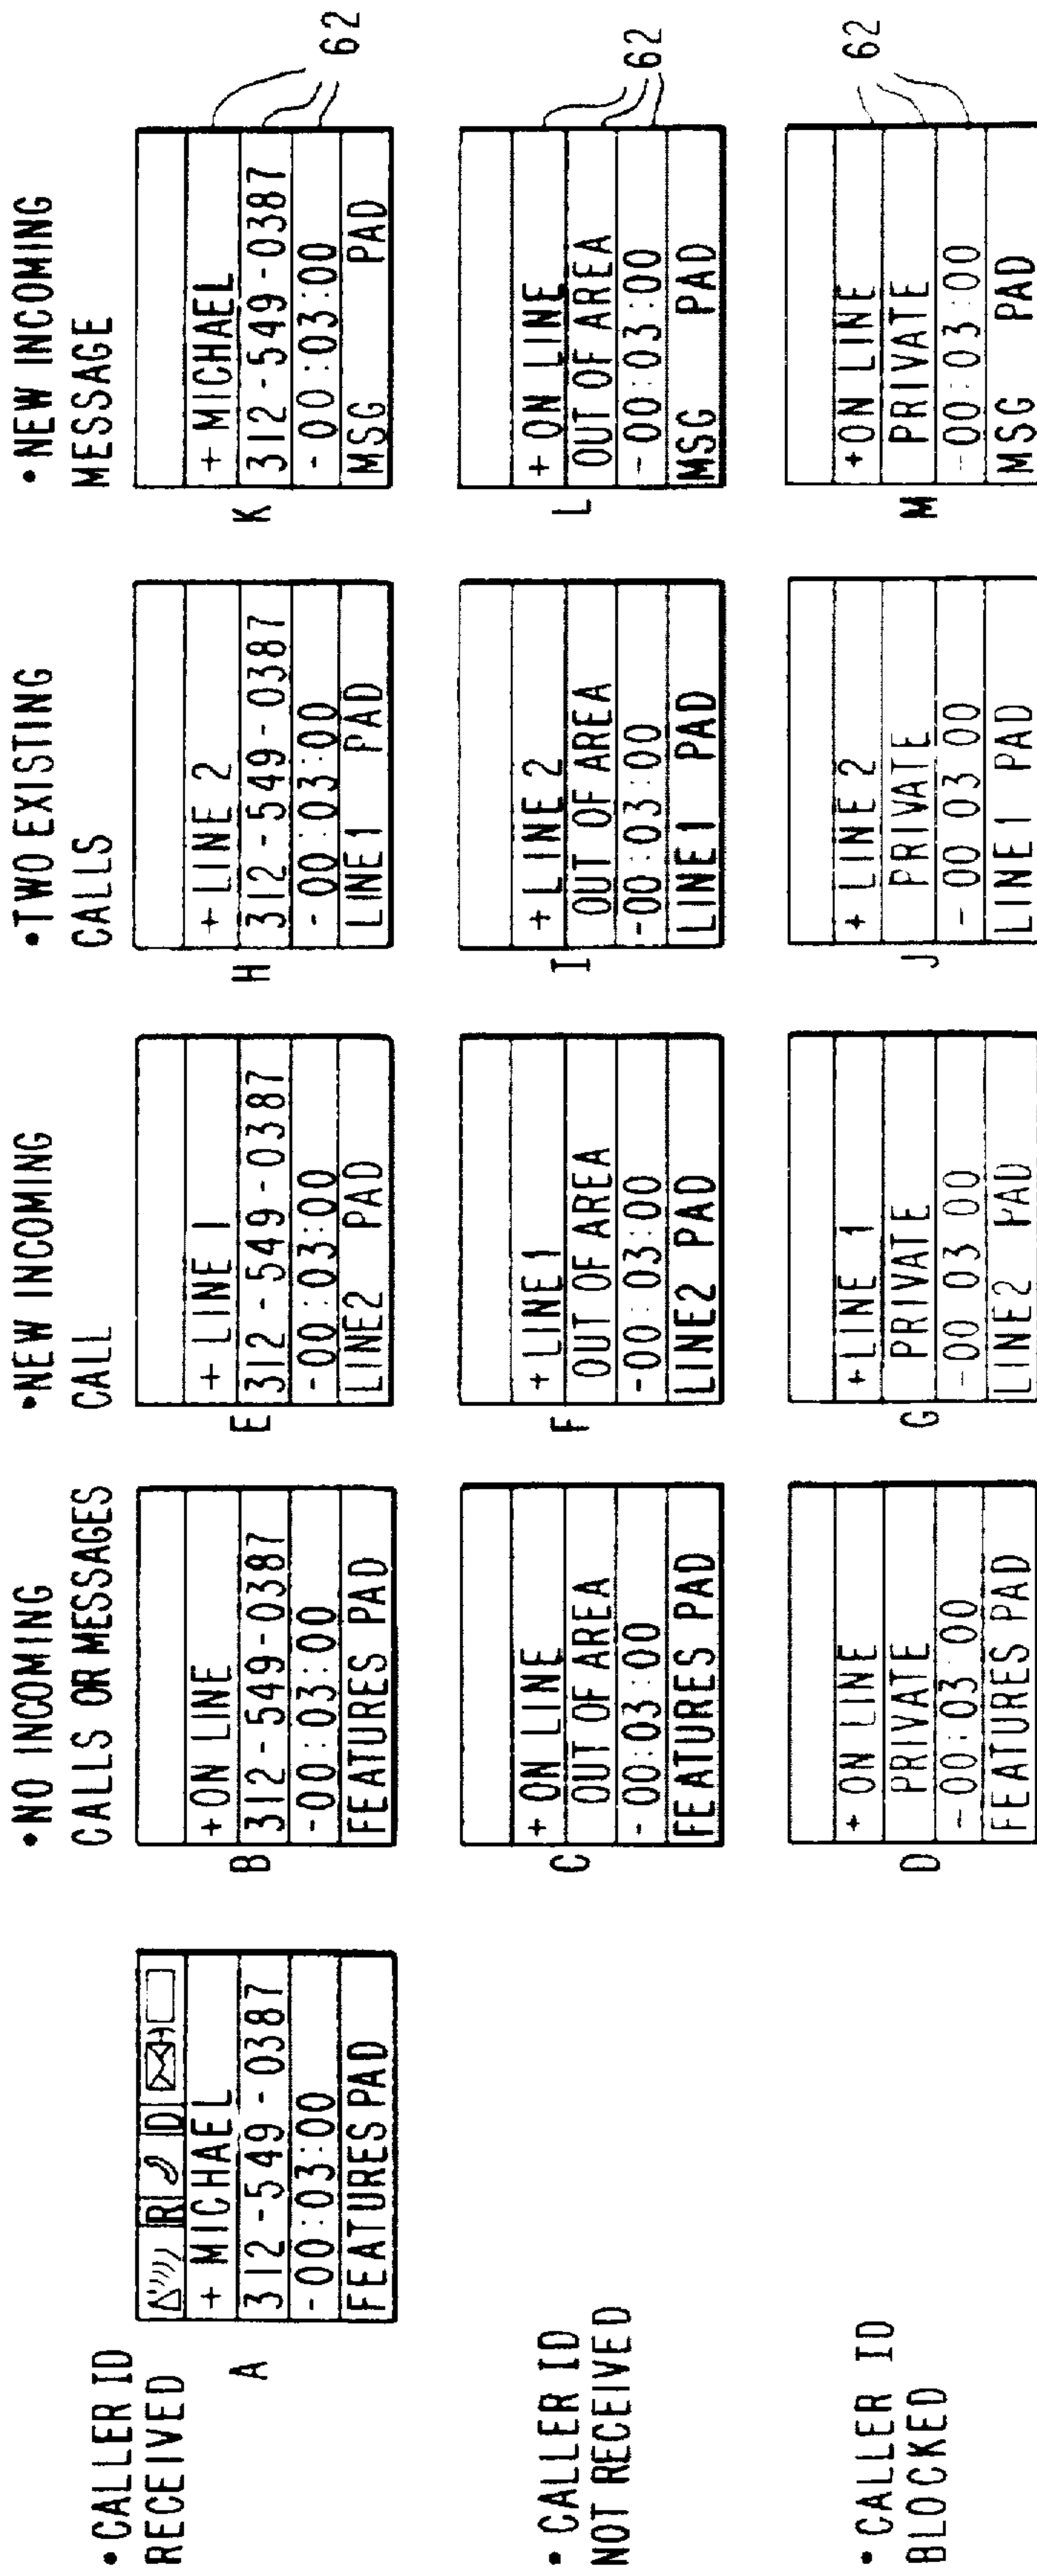 • NO INCOMING
CALLS OR MESSAGES
• NEW INCOMING
CALL
• TWO EXISTING
CALLS
• NEW INCOMING
MESSAGE
• CALLER ID
RECEIVED
A
R D
+ MICHAEL
312-549-0387
- 00:03:00
FEATURES PAD
B
+ ON LINE
312-549-0387
- 00:03:00
FEATURES PAD
E
+ LINE 1
312-549-0387
- 00:03:00
LINE2 PAD
H
+ LINE 2
312-549-0387
- 00:03:00
LINE1 PAD
K
+ MICHAEL
312-549-0387
- 00:03:00
MSG PAD
62
• CALLER ID
NOT RECEIVED
C
+ ON LINE
OUT OF AREA
- 00:03:00
FEATURES PAD
F
+ LINE 1
OUT OF AREA
- 00:03:00
LINE2 PAD
I
+ LINE 2
OUT OF AREA
- 00:03:00
LINE1 PAD
L
+ ON LINE
OUT OF AREA
- 00:03:00
MSG PAD
62
• CALLER ID
BLOCKED
D
+ ON LINE
PRIVATE
- 00:03:00
FEATURES PAD
G
+ LINE 1
PRIVATE
- 00 03 00
LINE2 PAD
J
+ LINE 2
PRIVATE
- 00 03 00
LINE1 PAD
M
+ ON LINE
PRIVATE
- 00:03:00
MSG PAD
62